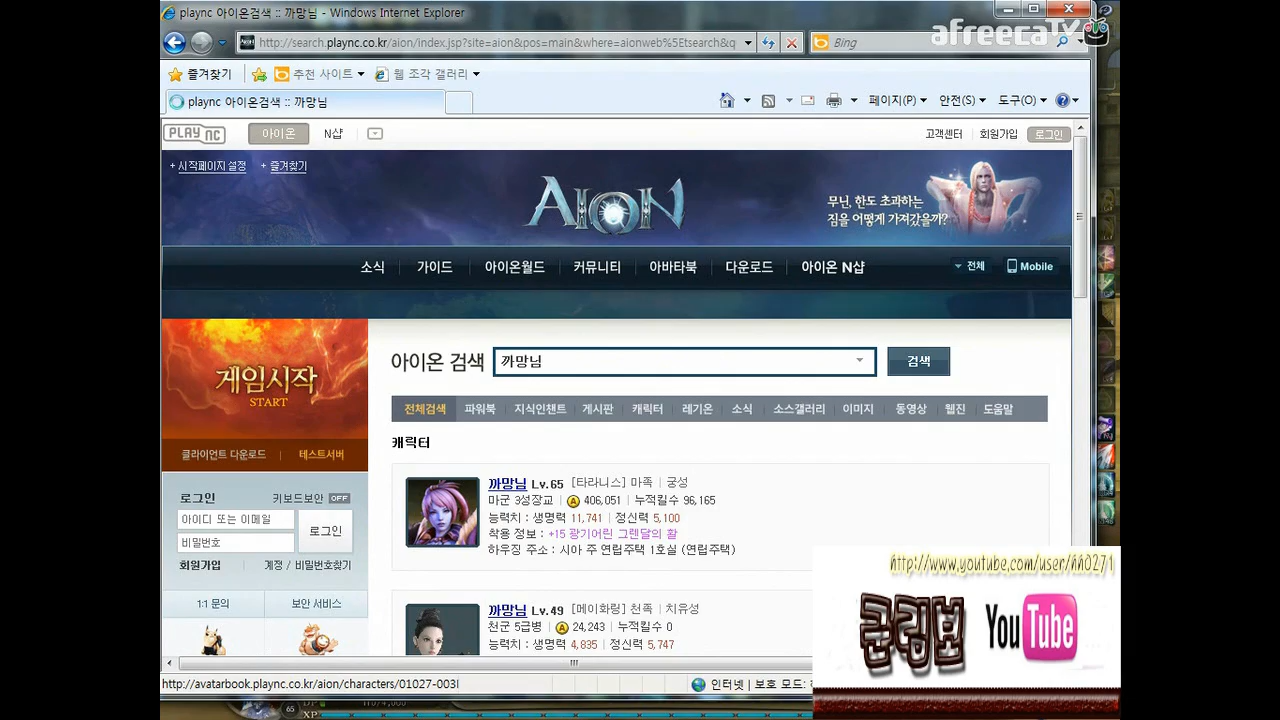 plaync 아이온검색 :: 까망님 - Windows Internet Explorer
afreecaTV
http://search.plaync.co.kr/aion/index.jsp?site=aion&pos=main&where=aionweb%5Etsearch&q
Bing
즐겨찾기 추천 사이트 웹 조각 갤러리
plaync 아이온검색 :: 까망님
페이지(P) 안전(S) 도구(O)
PLAY NC 아이온 N샵
고객센터 회원가입 로그인
+ 시작페이지 설정 + 즐겨찾기
AION
무닌, 한도 초과하는
짐을 어떻게 가져갔을까?
소식 가이드 아이온월드 커뮤니티 아바타북 다운로드 아이온 N샵 전체 Mobile
게임시작
START
클라이언트 다운로드 | 테스트서버
아이온 검색 까망님 검색
전체검색 파워북 지식인챈트 게시판 캐릭터 레기온 소식 소스갤러리 이미지 동영상 웹진 도움말
캐릭터
까망님 Lv.65 [타라니스] 마족 | 궁성
마군 3성장교 | A 406,051 | 누적킬수 96,165
능력치 : 생명력 11,741 | 정신력 5,100
착용 정보 : +15 광기어린 그렌달의 활
하우징 주소 : 시아 주 연립주택 1호실 (연립주택)
까망님 Lv.49 [메이화링] 천족 | 치유성
천군 5급병 | A 24,243 | 누적킬수 0
능력치 : 생명력 4,835 | 정신력 5,747
로그인 키보드보안 OFF
아이디 또는 이메일
비밀번호
로그인
회원가입 계정 / 비밀번호찾기
1:1 문의 보안 서비스
http://www.youtube.com/user/hh0271
쿤림보 YouTube
http://avatarbook.plaync.co.kr/aion/characters/01027-003l
인터넷 | 보호 모드:
65
XP